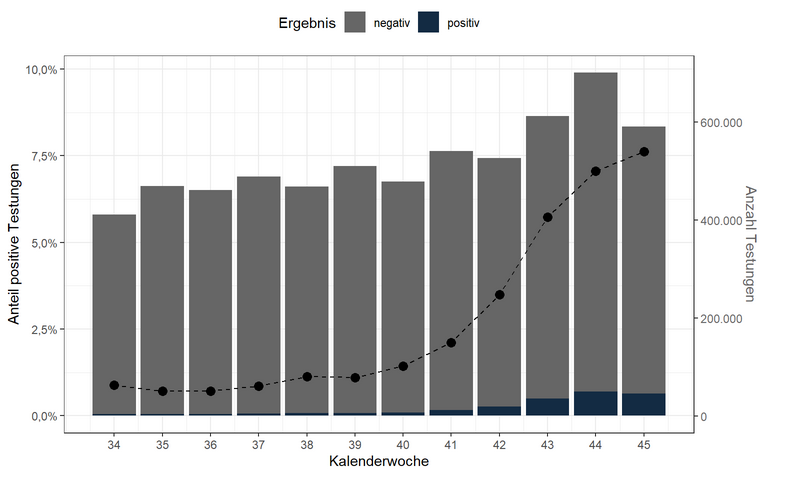 Ergebnis negativ positiv
Anteil positive Testungen
10,0%
7,5%
5,0%
2,5%
0,0%
600.000
400.000
200.000
0
Anzahl Testungen
34 35 36 37 38 39 40 41 42 43 44 45
Kalenderwoche